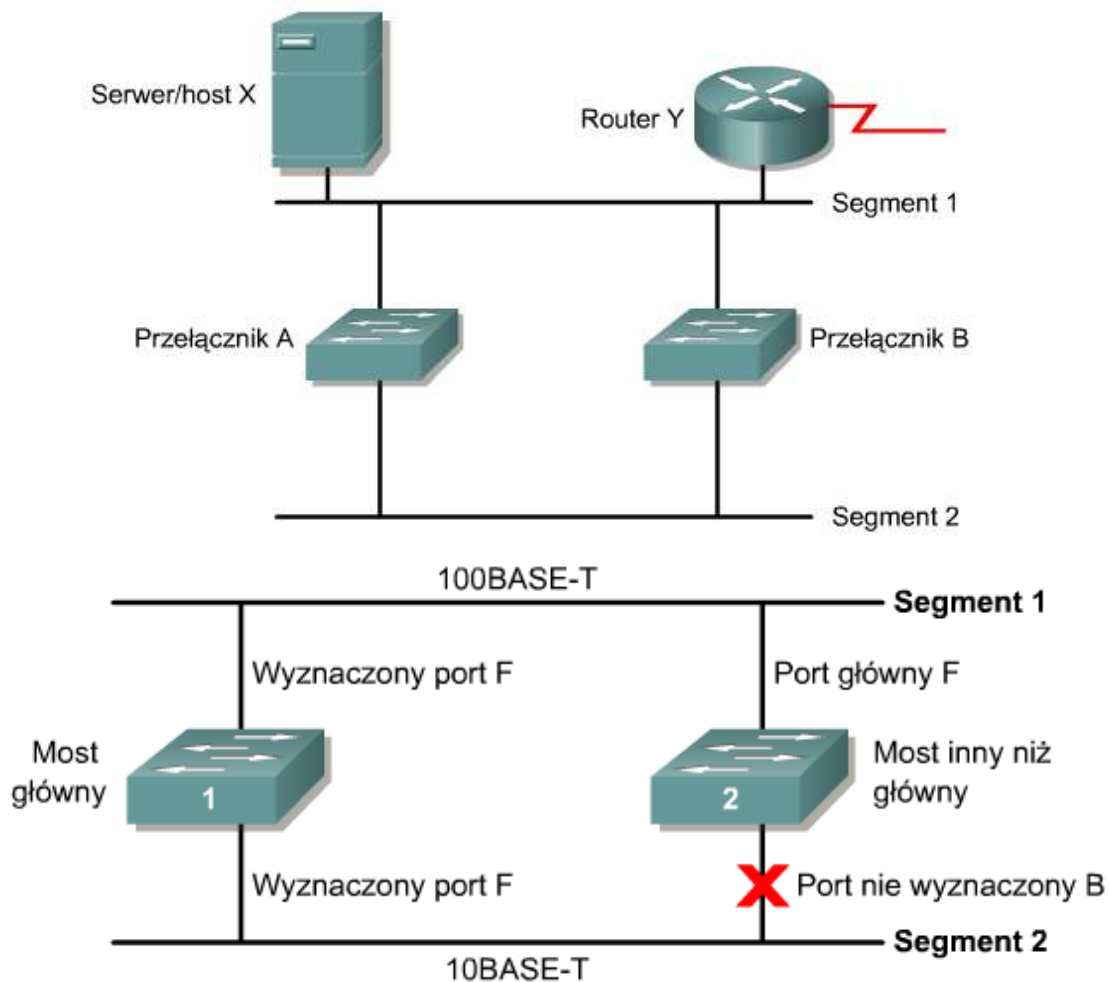 Serwer/host X
Router Y
Segment 1
Przełącznik A
Przełącznik B
Segment 2
100BASE-T
Segment 1
Wyznaczony port F
Port główny F
Most
główny
1
2
Most inny niż
główny
Wyznaczony port F
Port nie wyznaczony B
Segment 2
10BASE-T